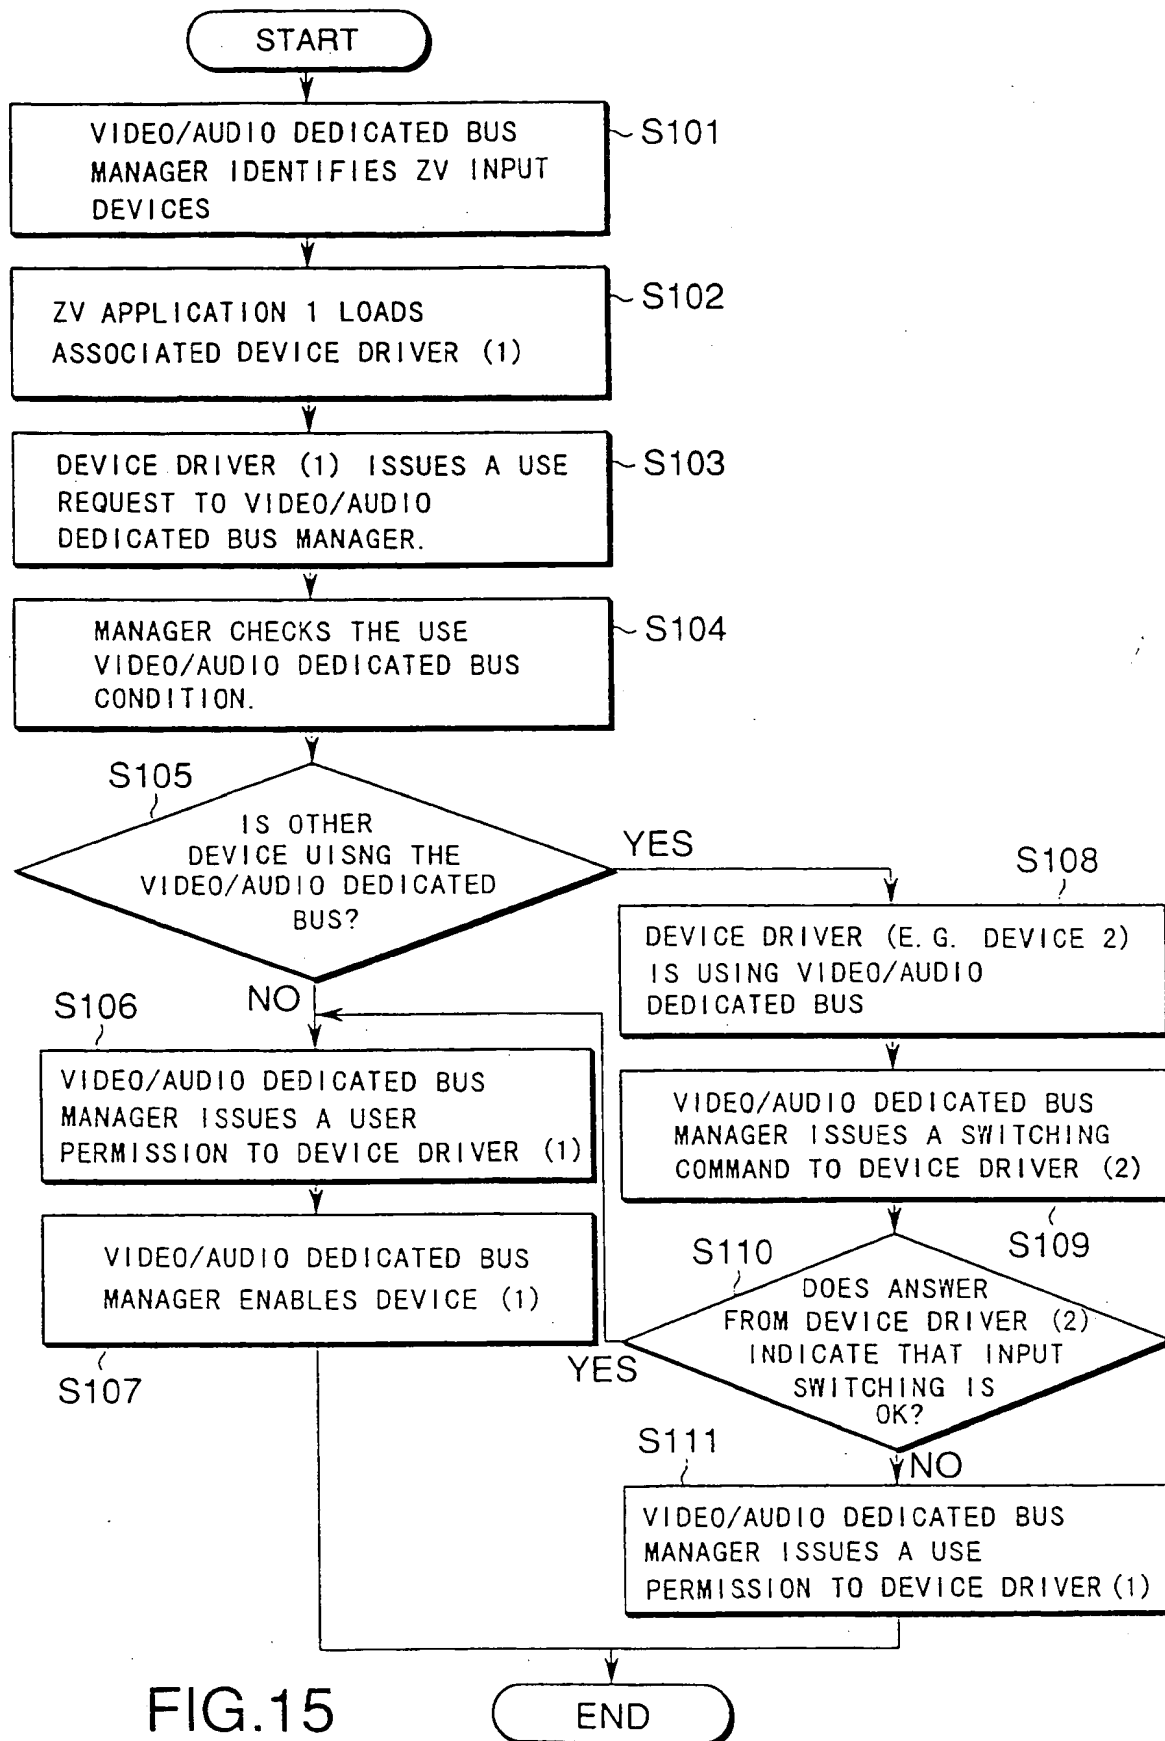 START
VIDEO/AUDIO DEDICATED BUS
MANAGER IDENTIFIES ZV INPUT
DEVICES
S101
ZV APPLICATION 1 LOADS
ASSOCIATED DEVICE DRIVER (1)
S102
DEVICE DRIVER (1) ISSUES A USE
REQUEST TO VIDEO/AUDIO
DEDICATED BUS MANAGER.
S103
MANAGER CHECKS THE USE
VIDEO/AUDIO DEDICATED BUS
CONDITION.
S104
S105
IS OTHER
DEVICE UISNG THE
VIDEO/AUDIO DEDICATED
BUS?
YES
NO
S106
VIDEO/AUDIO DEDICATED BUS
MANAGER ISSUES A USER
PERMISSION TO DEVICE DRIVER (1)
VIDEO/AUDIO DEDICATED BUS
MANAGER ENABLES DEVICE (1)
S107
S108
DEVICE DRIVER (E.G. DEVICE 2)
IS USING VIDEO/AUDIO
DEDICATED BUS
VIDEO/AUDIO DEDICATED BUS
MANAGER ISSUES A SWITCHING
COMMAND TO DEVICE DRIVER (2)
S109
S110
DOES ANSWER
FROM DEVICE DRIVER (2)
INDICATE THAT INPUT
SWITCHING IS
OK?
YES
NO
S111
VIDEO/AUDIO DEDICATED BUS
MANAGER ISSUES A USE
PERMISSION TO DEVICE DRIVER (1)
END
FIG.15